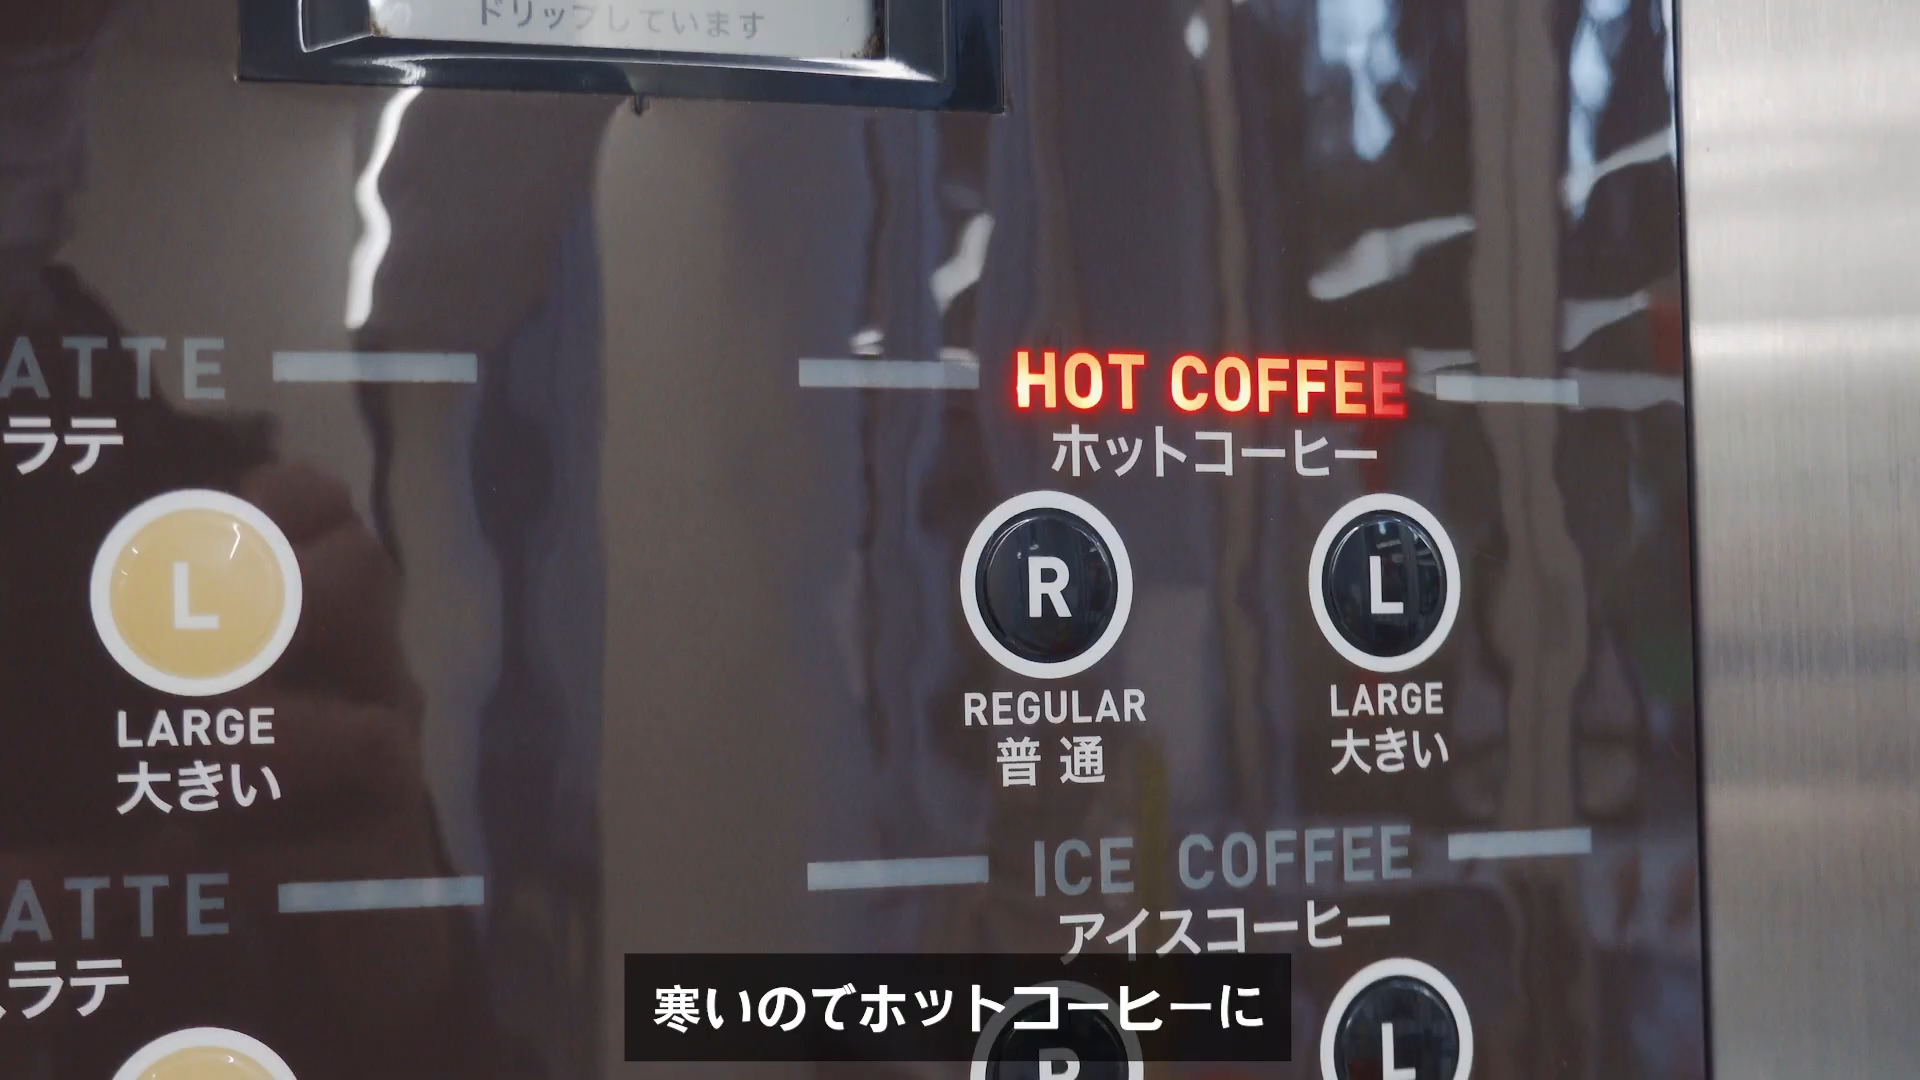 ドリップしています
ATTE
ラテ
L
LARGE
大きい
HOT COFFEE
ホットコーヒー
R
L
REGULAR
LARGE
普通
大きい
ATTE
ラテ
ICE COFFEE
アイスコーヒー
R
L
寒いのでホットコーヒーに